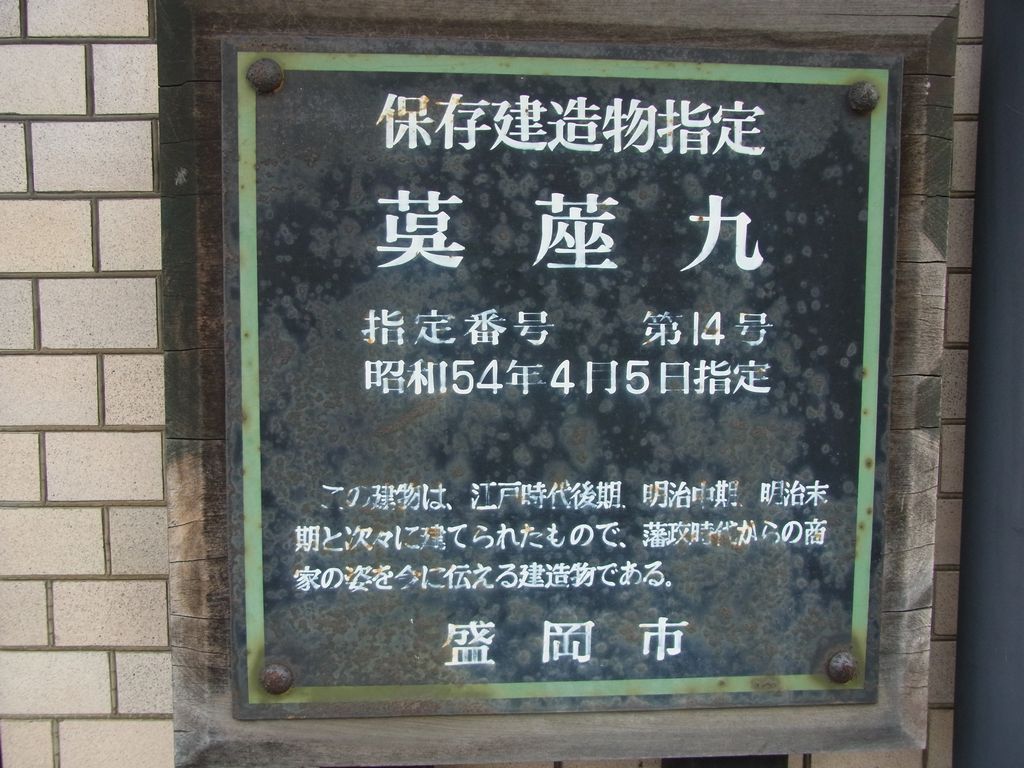 保存建造物指定
茣蓙九
指定番号 第14号
昭和54年4月5日指定
この建物は、江戸時代後期、明治中期、明治末
期と次々に建てられたもので、藩政時代からの商
家の姿を今に伝える建造物である。
盛岡市